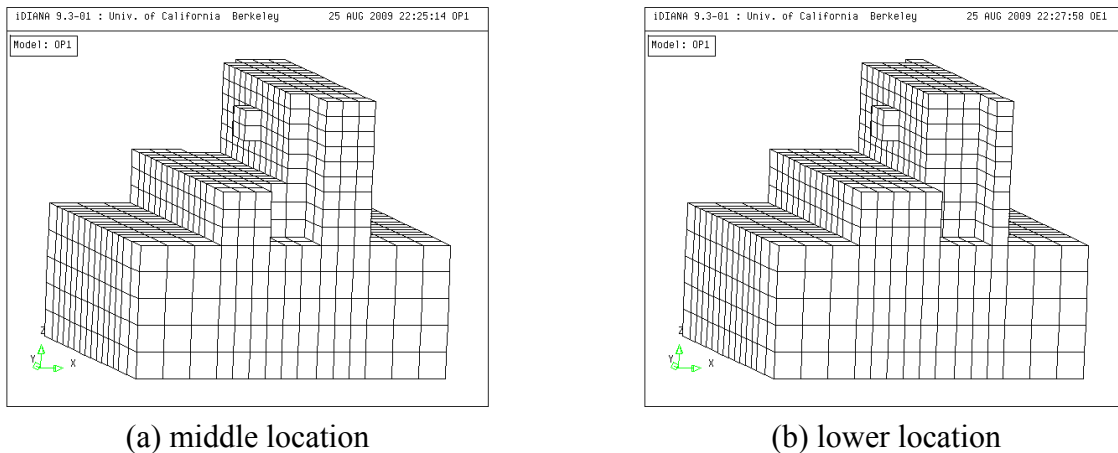 iDIANA 9.3-01 : Univ. of California Berkeley 25 AUG 2009 22:25:14 OP1
Model: OP1
Z
Y
X
(a) middle location
iDIANA 9.3-01 : Univ. of California Berkeley 25 AUG 2009 22:27:58 OE1
Model: OP1
Z
Y
X
(b) lower location